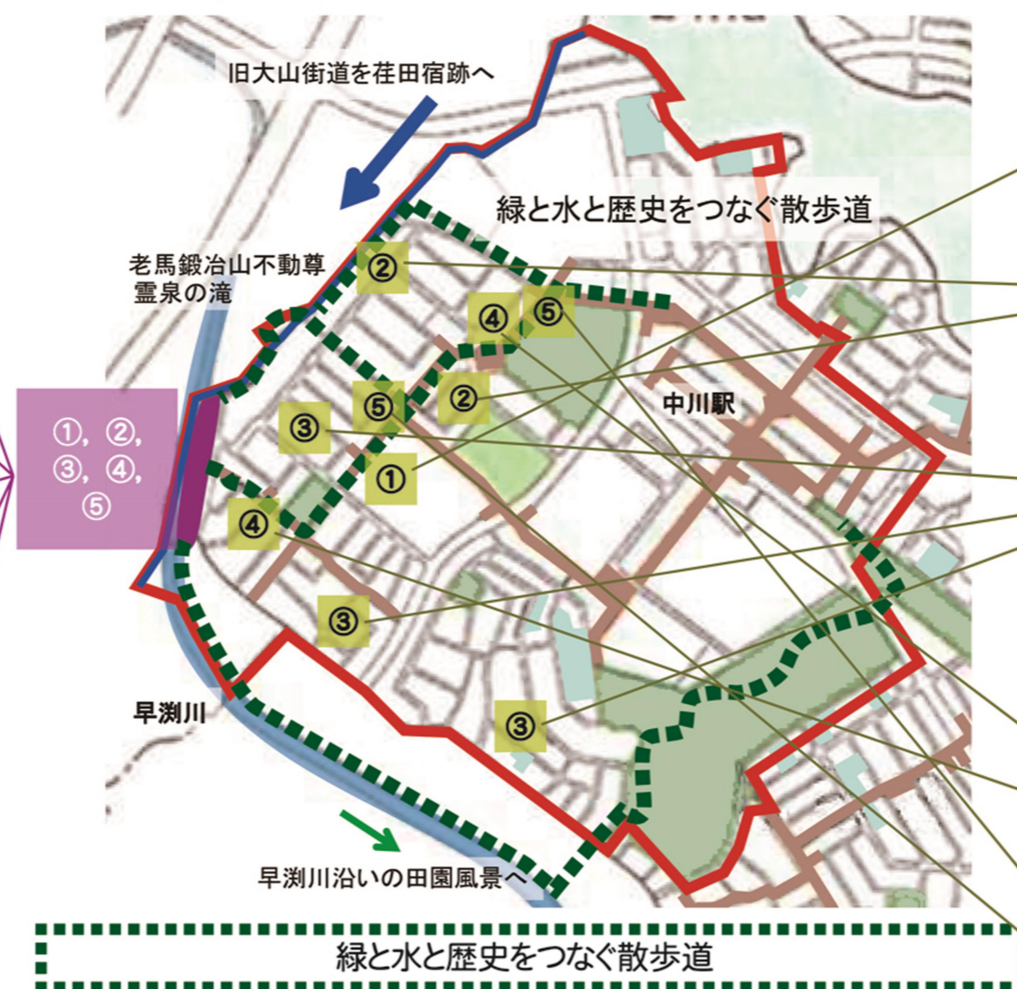 旧大山街道を荏田宿跡へ
緑と水と歴史をつなぐ散歩道
老馬鍛冶山不動尊
霊泉の滝
②
④
⑤
中川駅
⑤
②
③
①, ②,
③, ④,
⑤
①
④
③
早渕川
③
早渕川沿いの田園風景へ
緑と水と歴史をつなぐ散歩道